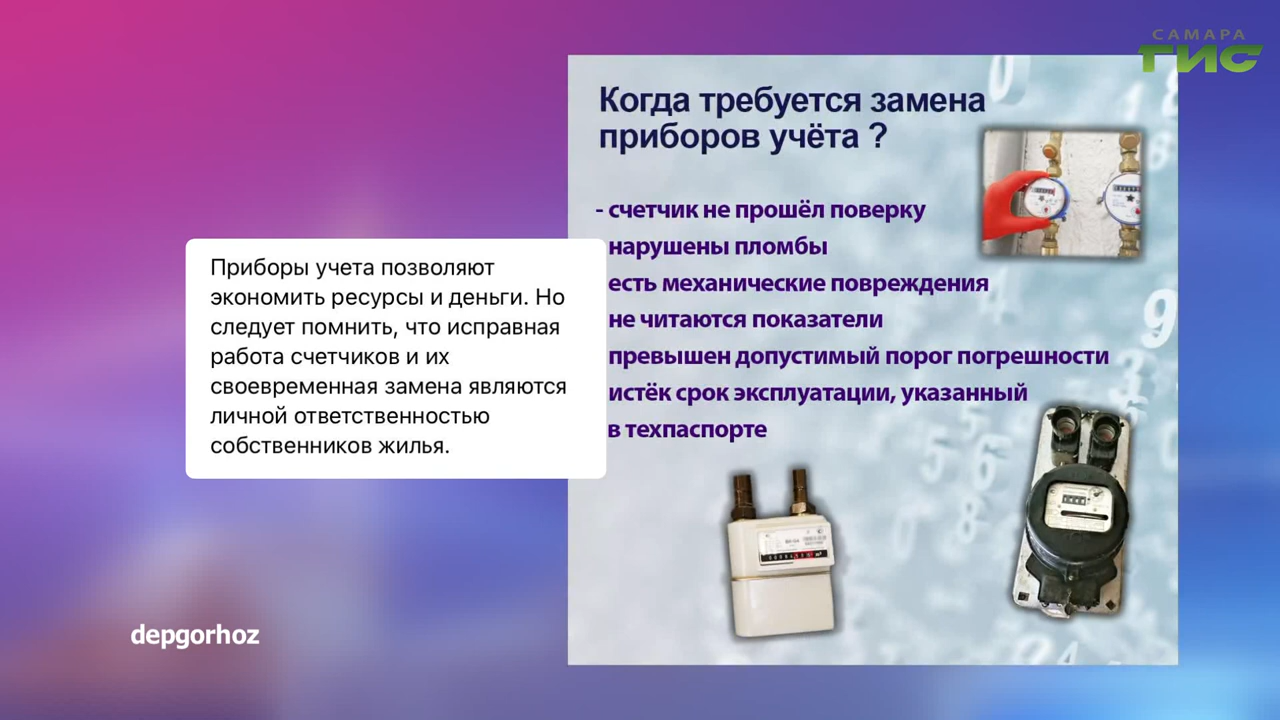 САМАРА
ГИС
Когда требуется замена
приборов учёта ?
- счетчик не прошёл поверку
нарушены пломбы
есть механические повреждения
не читаются показатели
превышен допустимый порог погрешности
истёк срок эксплуатации, указанный
в техпаспорте
Приборы учета позволяют
экономить ресурсы и деньги. Но
следует помнить, что исправная
работа счетчиков и их
своевременная замена являются
личной ответственностью
собственников жилья.
depgorhoz